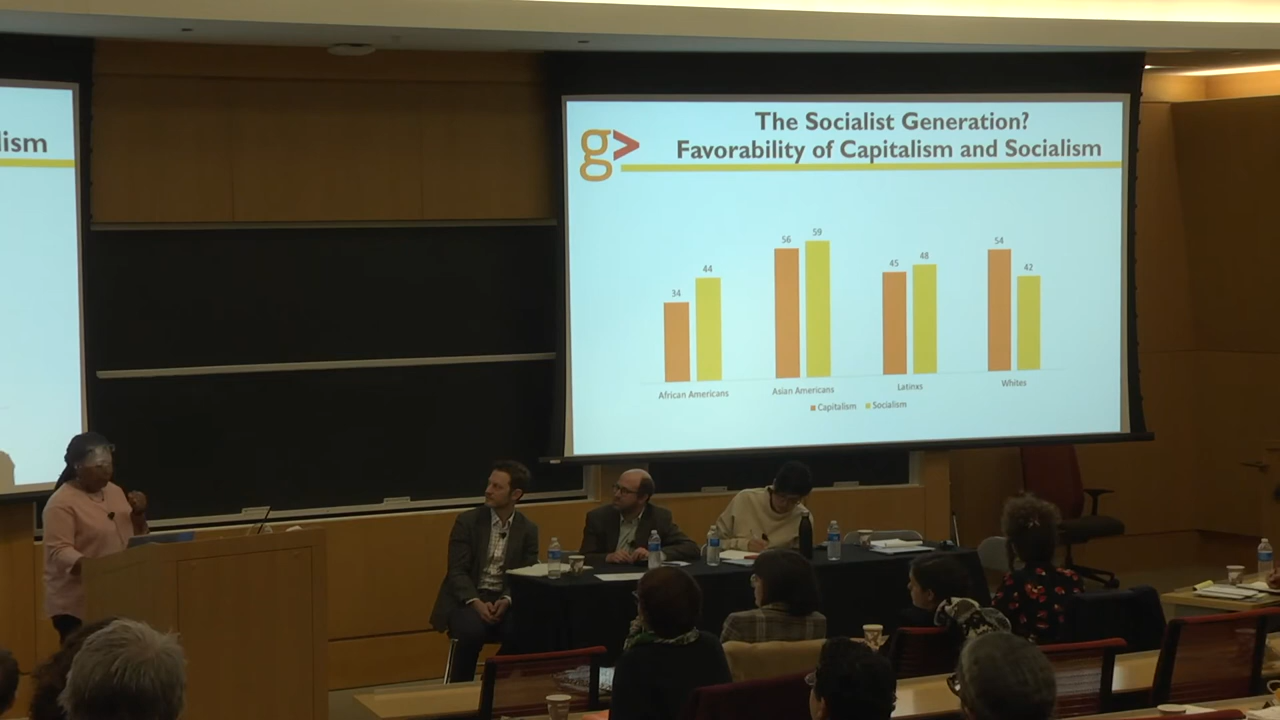 lism
The Socialist Generation?
g>
Favorability of Capitalism and Socialism
34
44
56
59
45
48
54
42
African Americans
Asian Americans
Latinxs
Whites
Capitalism
Socialism